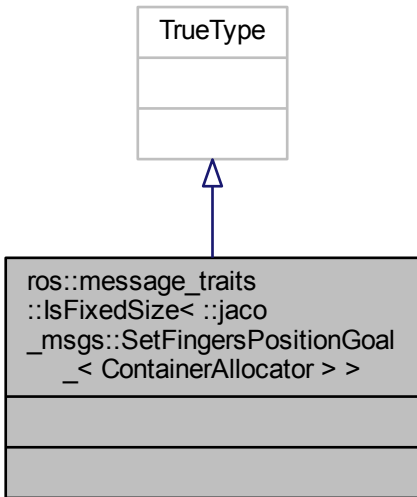 TrueType
ros::message_traits
::IsFixedSize< ::jaco
_msgs::SetFingersPositionGoal
_< ContainerAllocator > >